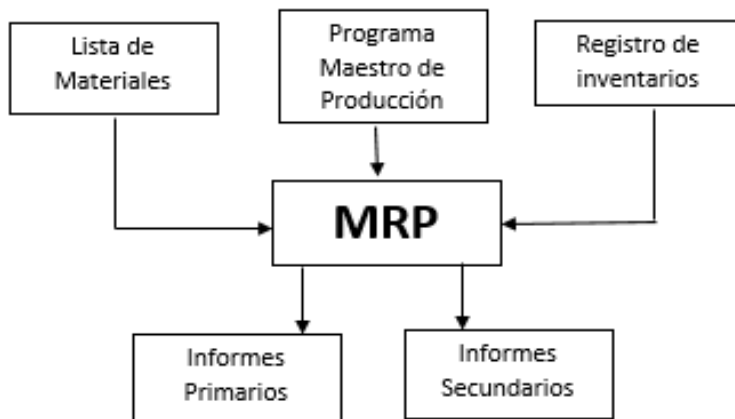 Lista de
Materiales
Programa
Maestro de
Producción
Registro de
inventarios
MRP
Informes
Primarios
Informes
Secundarios